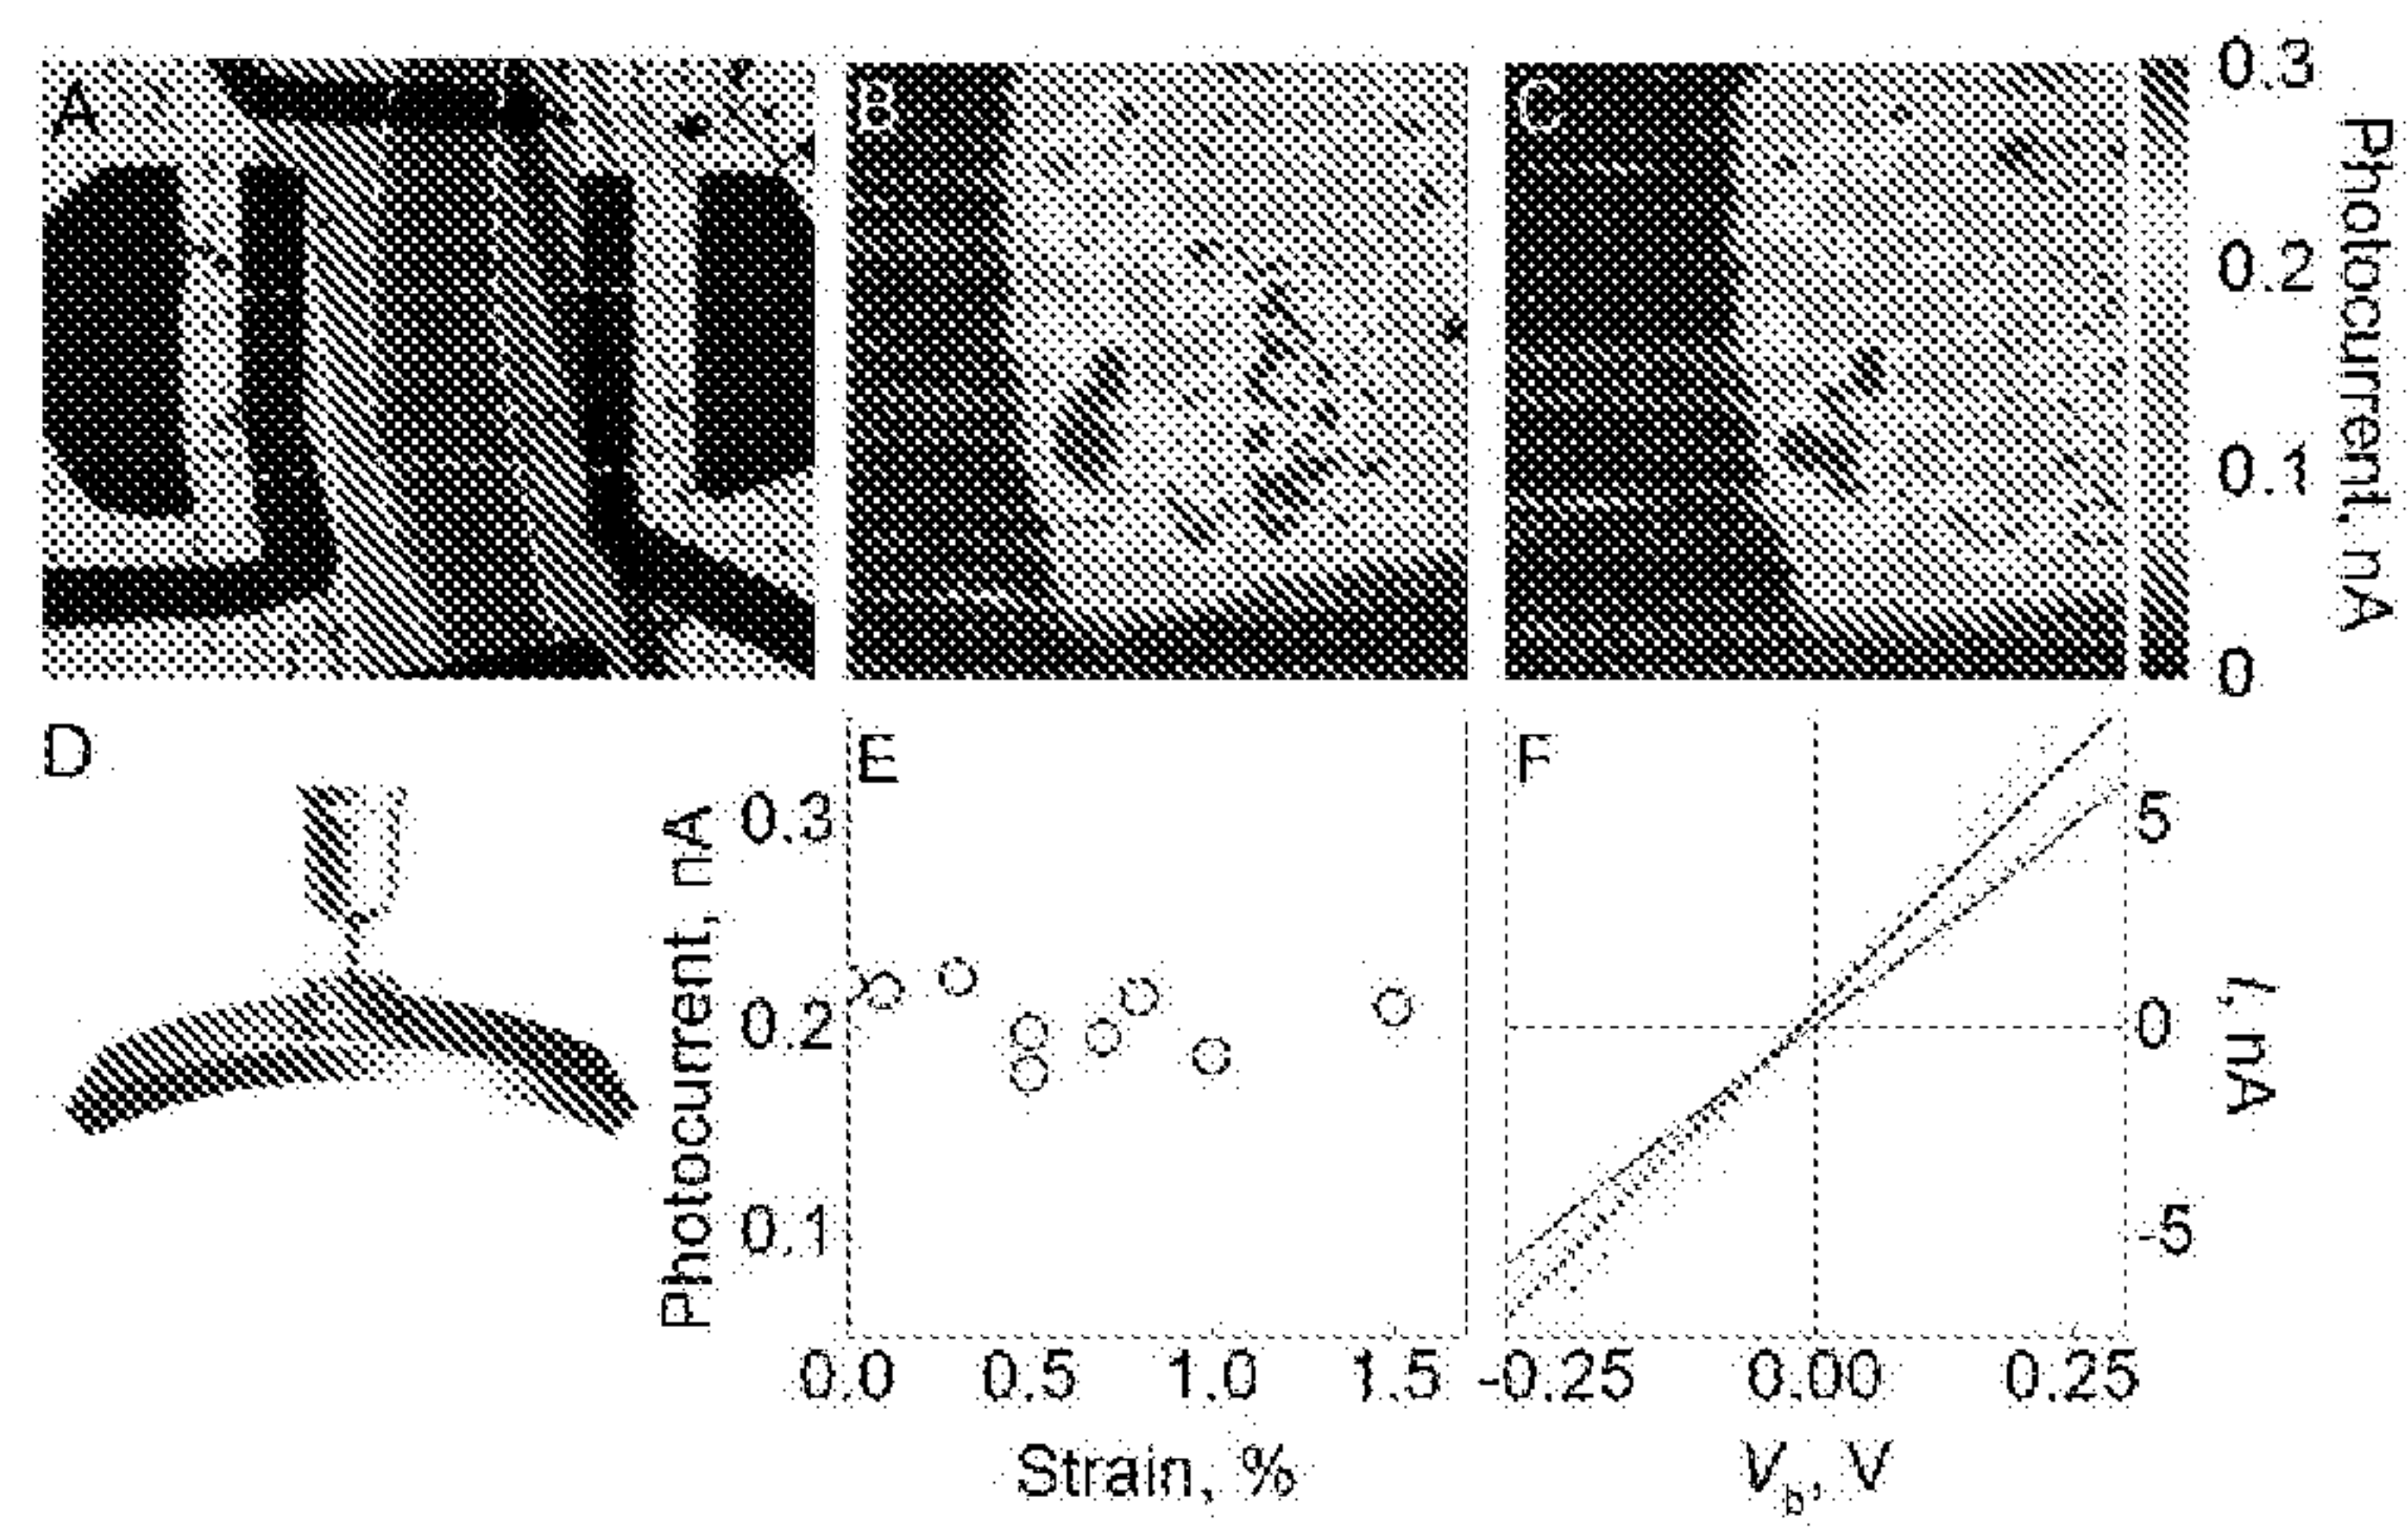 A
B
C
0.3
0.2
0.1
0
Photocurrent, nA
D
E
F
Photocurrent, nA
0.3
0.2
0.1
0.0 0.5 1.0 1.5
Strain, %
5
0
-5
I, nA
-0.25 0.00 0.25
Vb, V